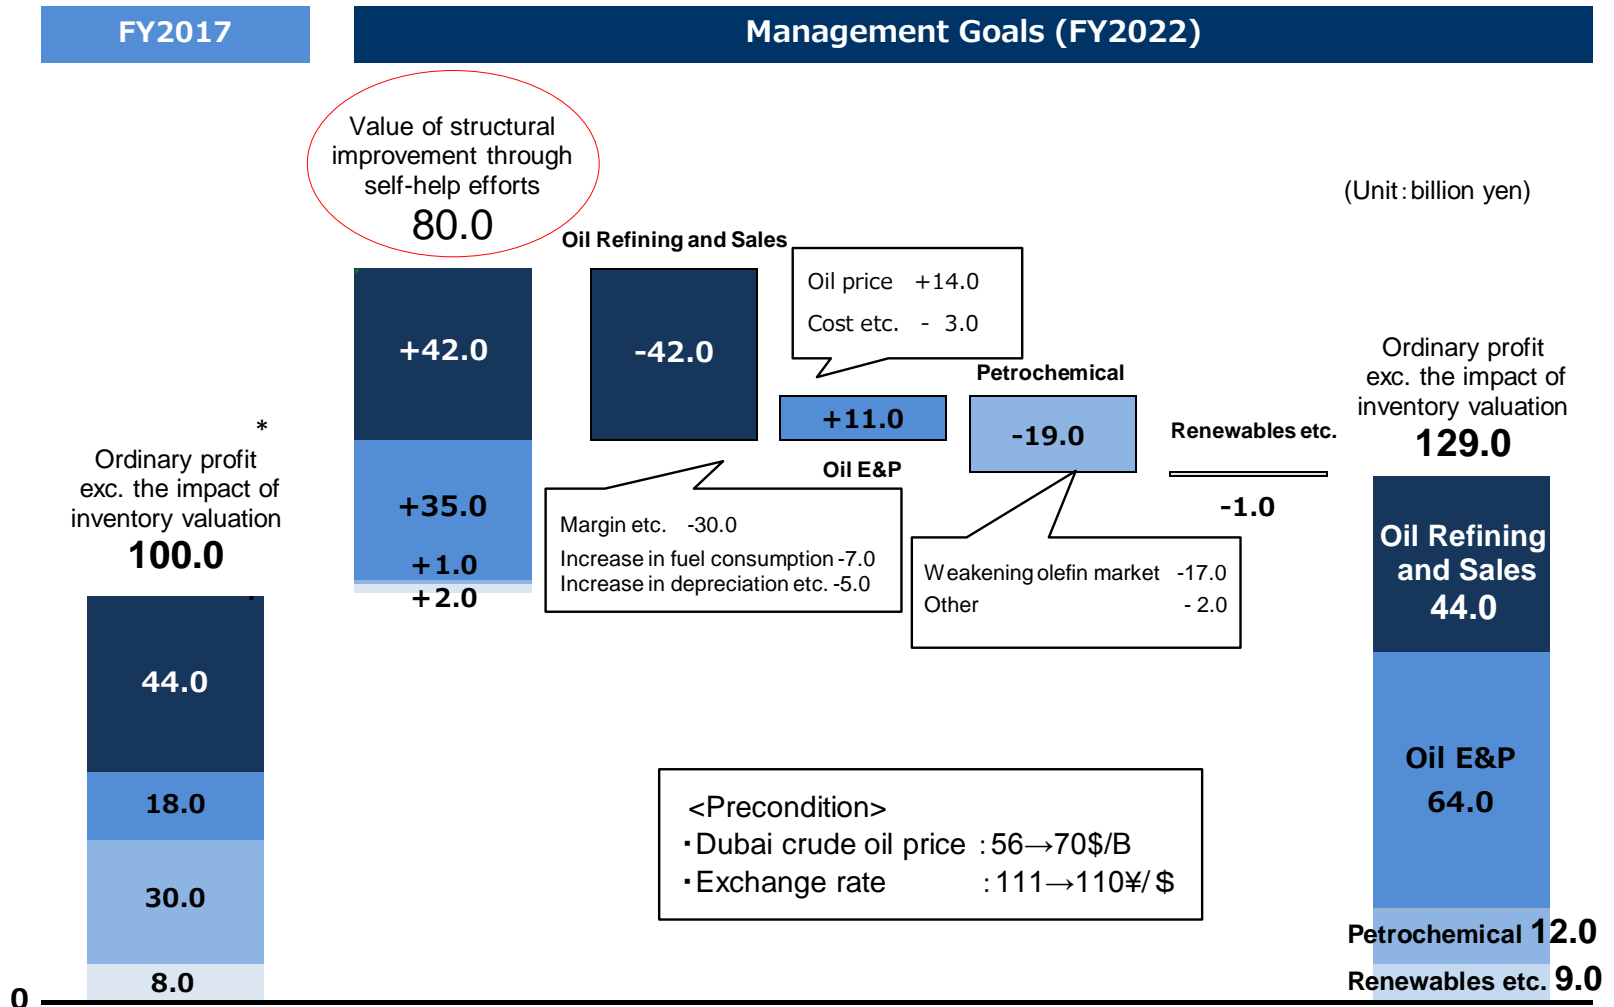 FY2017
Management Goals (FY2022)
Value of structural
improvement through
self-help efforts
80.0
(Unit:billion yen)
Oil Refining and Sales
Oil price +14.0
Cost etc. - 3.0
+42.0
-42.0
Petrochemical
+11.0
-19.0
Renewables etc.
-1.0
Oil E&P
+35.0
+1.0
+2.0
Margin etc. -30.0
Increase in fuel consumption -7.0
Increase in depreciation etc. -5.0
Weakening olefin market -17.0
Other - 2.0
*
Ordinary profit
exc. the impact of
inventory valuation
100.0
44.0
18.0
30.0
8.0
0
<Precondition>
・Dubai crude oil price :56→70$/B
・Exchange rate :111→110¥/$
Ordinary profit
exc. the impact of
inventory valuation
129.0
Oil Refining
and Sales
44.0
Oil E&P
64.0
Petrochemical 12.0
Renewables etc. 9.0